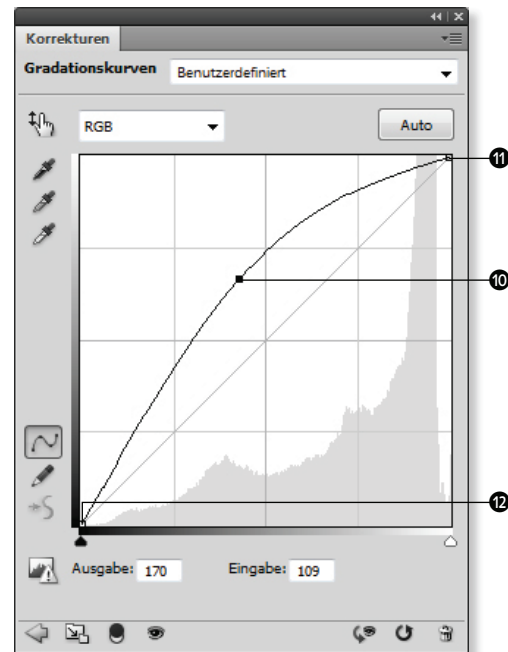 Korrekturen
Gradationskurven Benutzerdefiniert
RGB Auto
11
10
12
Ausgabe: 170 Eingabe: 109